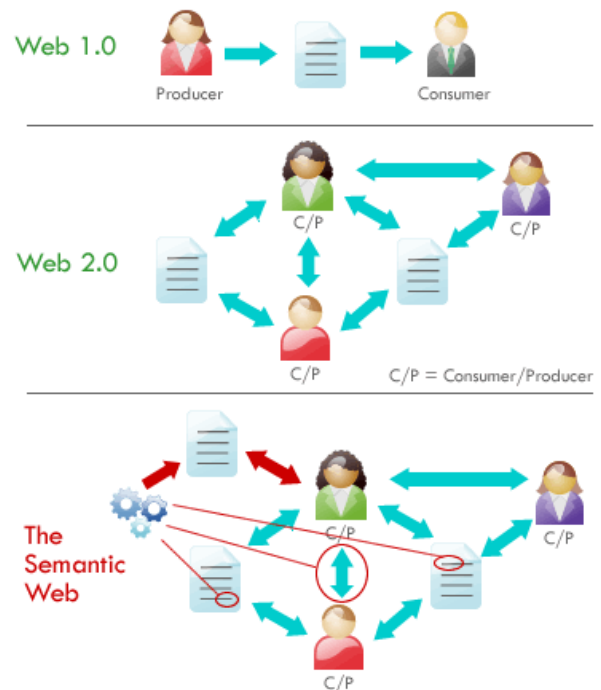 Web 1.0
Producer
Consumer
C/P
C/P
Web 2.0
C/P
C/P = Consumer/Producer
C/P
C/P
The
Semantic
Web
C/P